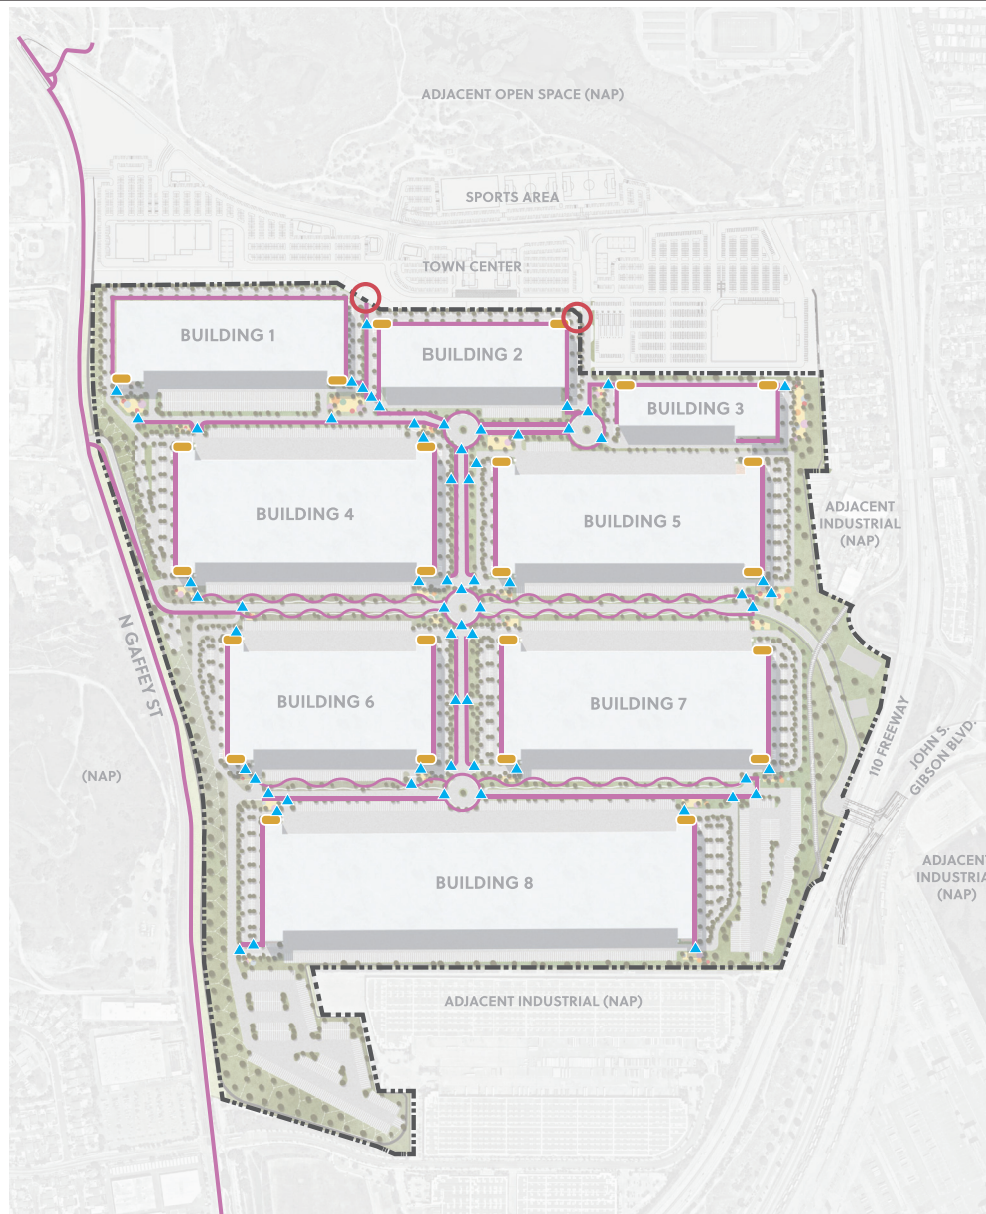 ADJACENT OPEN SPACE (NAP)
SPORTS AREA
TOWN CENTER
BUILDING 1
BUILDING 2
BUILDING 3
BUILDING 4
BUILDING 5
ADJACENT
INDUSTRIAL
(NAP)
N GAFFEY ST
BUILDING 6
BUILDING 7
110 FREEWAY
JOHN S.
GIBSON BLVD.
(NAP)
BUILDING 8
ADJACENT
INDUSTRIA
(NAP)
ADJACENT INDUSTRIAL (NAP)